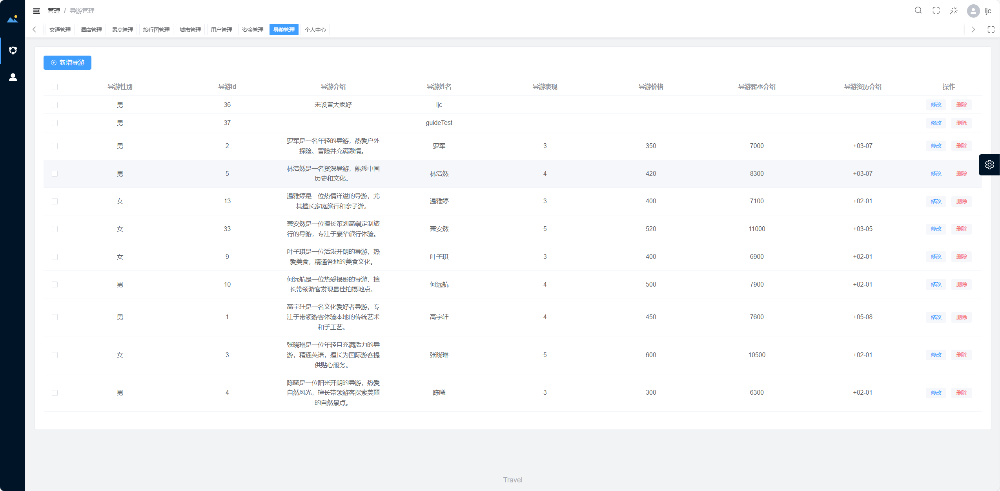 管理 / 导游管理
ljc
交通管理 酒店管理 景点管理 旅行团管理 城市管理 用户管理 资金管理 导游管理 个人中心
新增导游
导游性别 导游Id 导游介绍 导游姓名 导游表现 导游价格 导游薪水介绍 导游资历介绍 操作
男 36 未设置大家好 ljc 修改 删除
男 37 guideTest 修改 删除
罗军是一名年轻的导游，热爱户外
男 2 罗军 3 350 7000 +03-07 修改 删除
探险、冒险并充满激情。
林浩然是一名资深导游，熟悉中国
男 5 林浩然 4 420 8300 +03-07 修改 删除
历史和文化。
温雅婷是一位热情洋溢的导游，尤
女 13 温雅婷 3 400 7100 +02-01 修改 删除
其擅长家庭旅行和亲子游。
萧安然是一位擅长策划高端定制旅
女 33 萧安然 5 520 11000 +03-05 修改 删除
行的导游，专注于豪华旅行体验。
叶子琪是一位活泼开朗的导游，热
女 9 叶子琪 3 400 6900 +02-01 修改 删除
爱美食，精通各地的美食文化。
何远航是一位热爱摄影的导游，擅
男 10 何远航 4 500 7900 +02-01 修改 删除
长带领游客发现最佳拍摄地点。
高宇轩是一名文化爱好者导游，专
男 1 注于带领游客体验本地的传统艺术 高宇轩 4 450 7600 +05-08 修改 删除
和手工艺。
张晓琳是一位年轻且充满活力的导
女 3 游，精通英语，擅长为国际游客提 张晓琳 5 600 10500 +02-01 修改 删除
供贴心服务。
陈曦是一位阳光开朗的导游，热爱
男 4 自然风光，擅长带领游客探索美丽 陈曦 3 300 6300 +02-01 修改 删除
的自然景点。
Travel